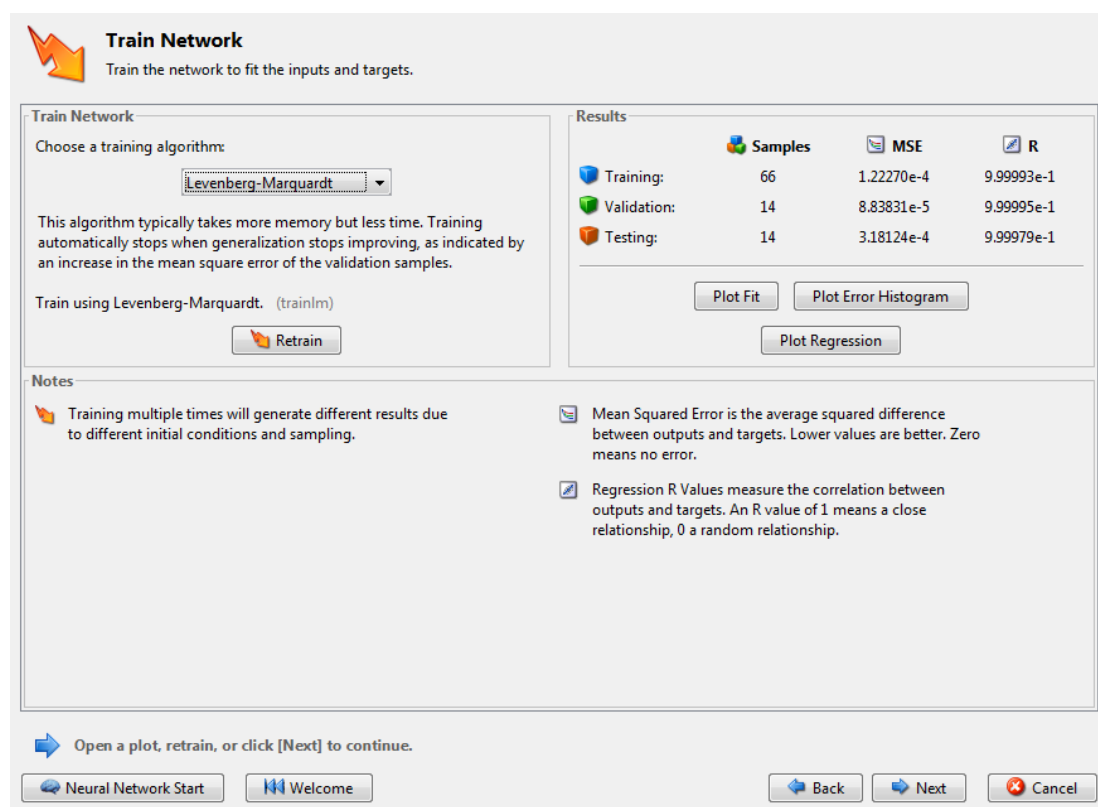 Train Network
Train the network to fit the inputs and targets.
Train Network
Choose a training algorithm:
Levenberg-Marquardt
This algorithm typically takes more memory but less time. Training
automatically stops when generalization stops improving, as indicated by
an increase in the mean square error of the validation samples.
Train using Levenberg-Marquardt. (trainlm)
Retrain
Results
Samples MSE R
Training: 66 1.22270e-4 9.99993e-1
Validation: 14 8.83831e-5 9.99995e-1
Testing: 14 3.18124e-4 9.99979e-1
Plot Fit Plot Error Histogram
Plot Regression
Notes
Training multiple times will generate different results due
to different initial conditions and sampling.
Mean Squared Error is the average squared difference
between outputs and targets. Lower values are better. Zero
means no error.
Regression R Values measure the correlation between
outputs and targets. An R value of 1 means a close
relationship, 0 a random relationship.
Open a plot, retrain, or click [Next] to continue.
Neural Network Start Welcome Back Next Cancel